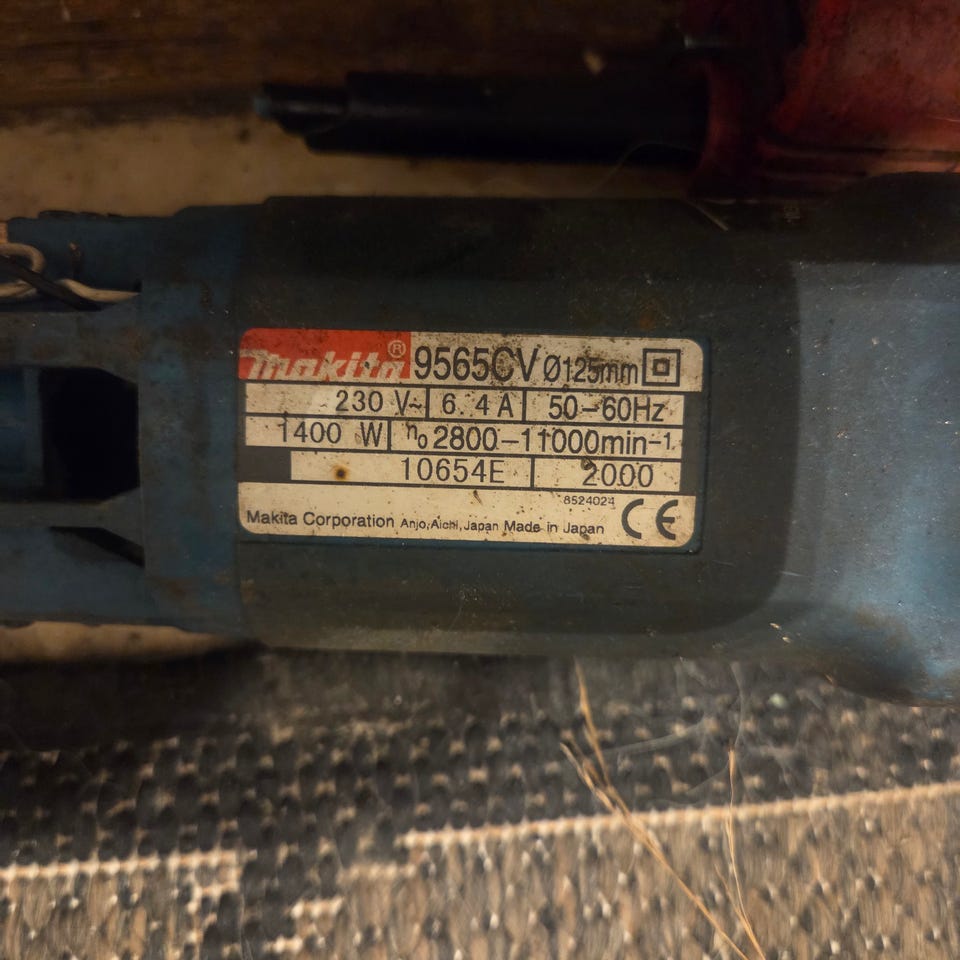 makita® 9565CV Ø125mm
230 V~ 6.4A 50-60Hz
1400 W n₀ 2800-11000min⁻¹
10654E 2000
8524024
Makita Corporation Anjo, Aichi, Japan Made in Japan CE